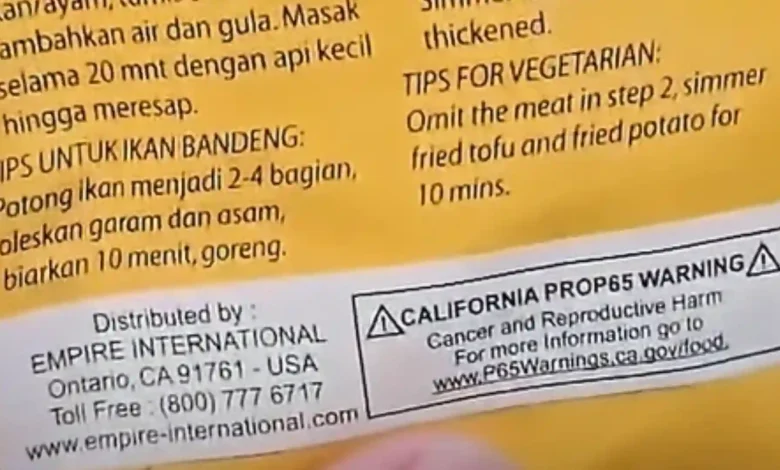 ambahkan air dan gula. Masak
selama 20 mnt dengan api kecil
hingga meresap.
IPS UNTUK IKAN BANDENG:
Potong ikan menjadi 2-4 bagian,
oleskan garam dan asam,
biarkan 10 menit, goreng.
thickened.
TIPS FOR VEGETARIAN:
Omit the meat in step 2, simmer
fried tofu and fried potato for
10 mins.
Distributed by :
EMPIRE INTERNATIONAL
Ontario, CA 91761 - USA
Toll Free : (800) 777 6717
www.empire-international.com
CALIFORNIA PROP65 WARNING
Cancer and Reproductive Harm
For more Information go to
www.P65Warnings.ca.gov/food.